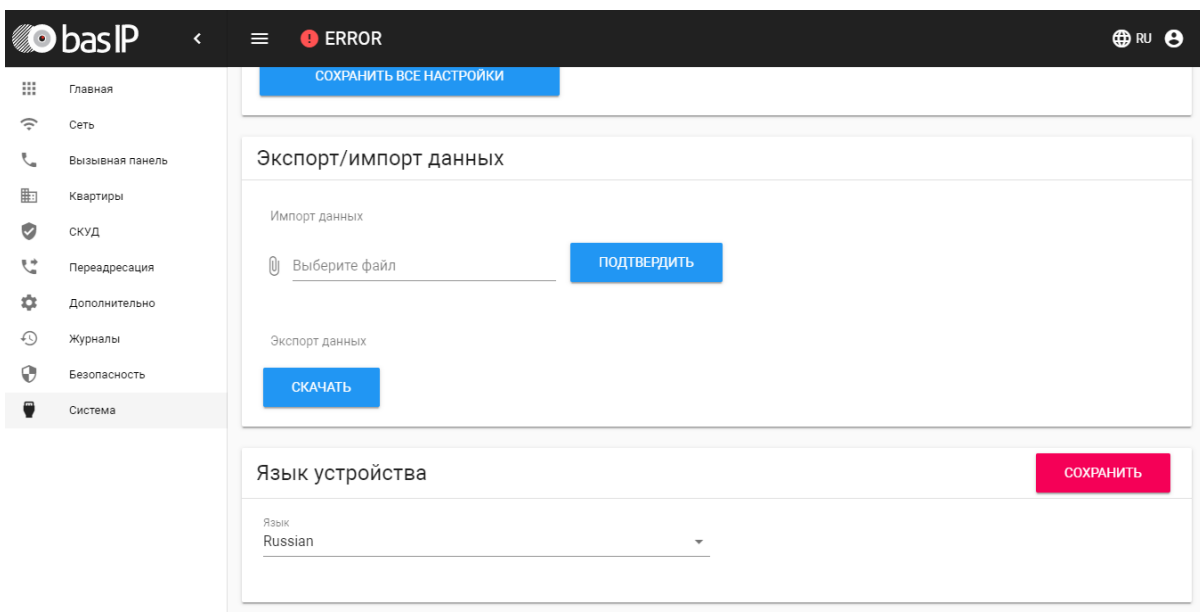 bas IP
ERROR
RU
Главная
Сеть
Вызывная панель
Квартиры
СКУД
Переадресация
Дополнительно
Журналы
Безопасность
Система
СОХРАНИТЬ ВСЕ НАСТРОЙКИ
Экспорт/импорт данных
Импорт данных
Выберите файл
ПОДТВЕРДИТЬ
Экспорт данных
СКАЧАТЬ
Язык устройства
СОХРАНИТЬ
Язык
Russian